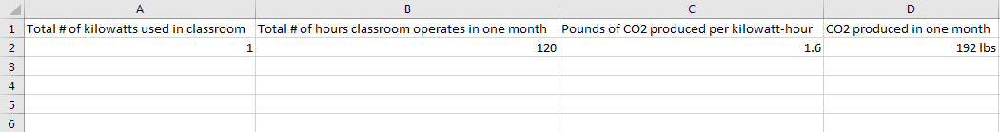 A B C D
1 Total # of kilowatts used in classroom Total # of hours classroom operates in one month Pounds of CO2 produced per kilowatt-hour CO2 produced in one month
2 1 120 1.6 192 lbs
3
4
5
6